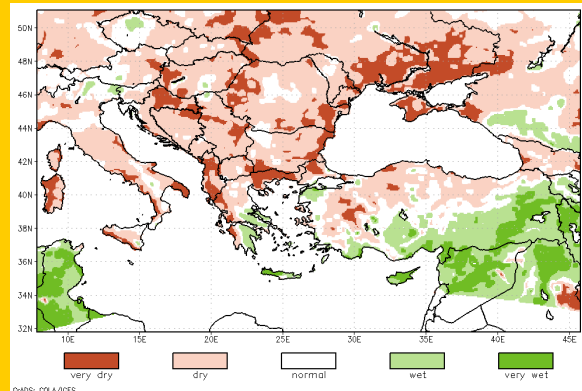 50N
48N
46N
44N
42N
40N
38N
36N
34N
32N
10E 15E 20E 25E 30E 35E 40E 45E
very dry dry normal wet very wet
GrADS: COLA/IGES